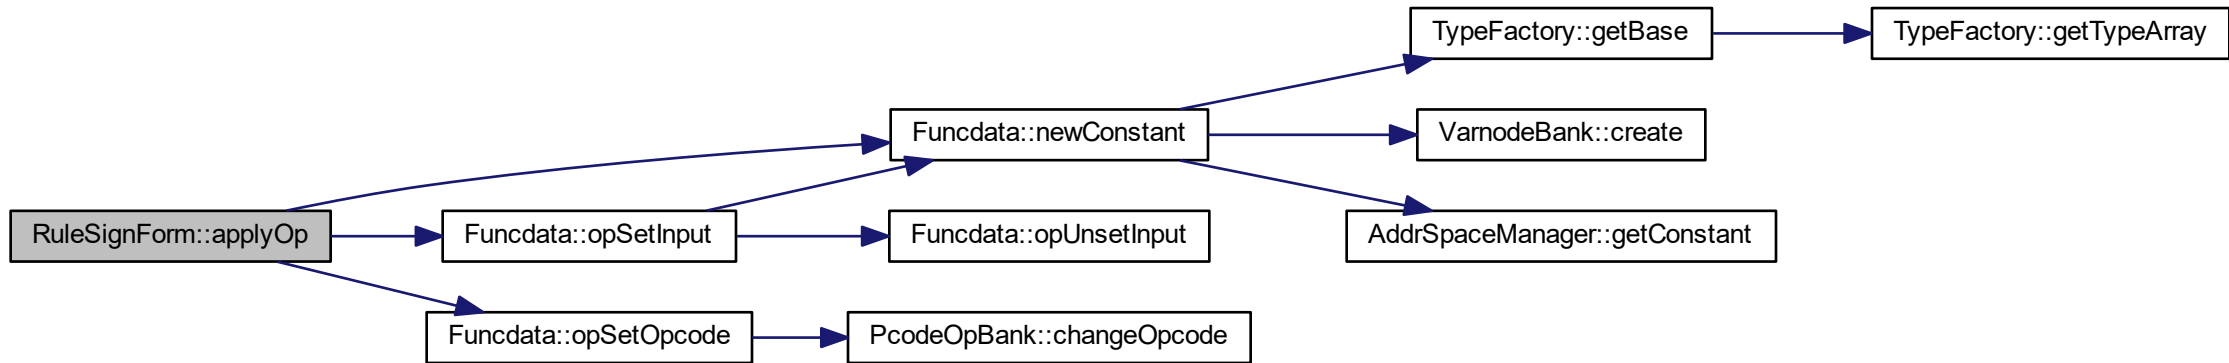 TypeFactory::getBase
TypeFactory::getTypeArray
Funcdata::newConstant
VarnodeBank::create
RuleSignForm::applyOp
Funcdata::opSetInput
Funcdata::opUnsetInput
AddrSpaceManager::getConstant
Funcdata::opSetOpcode
PcodeOpBank::changeOpcode